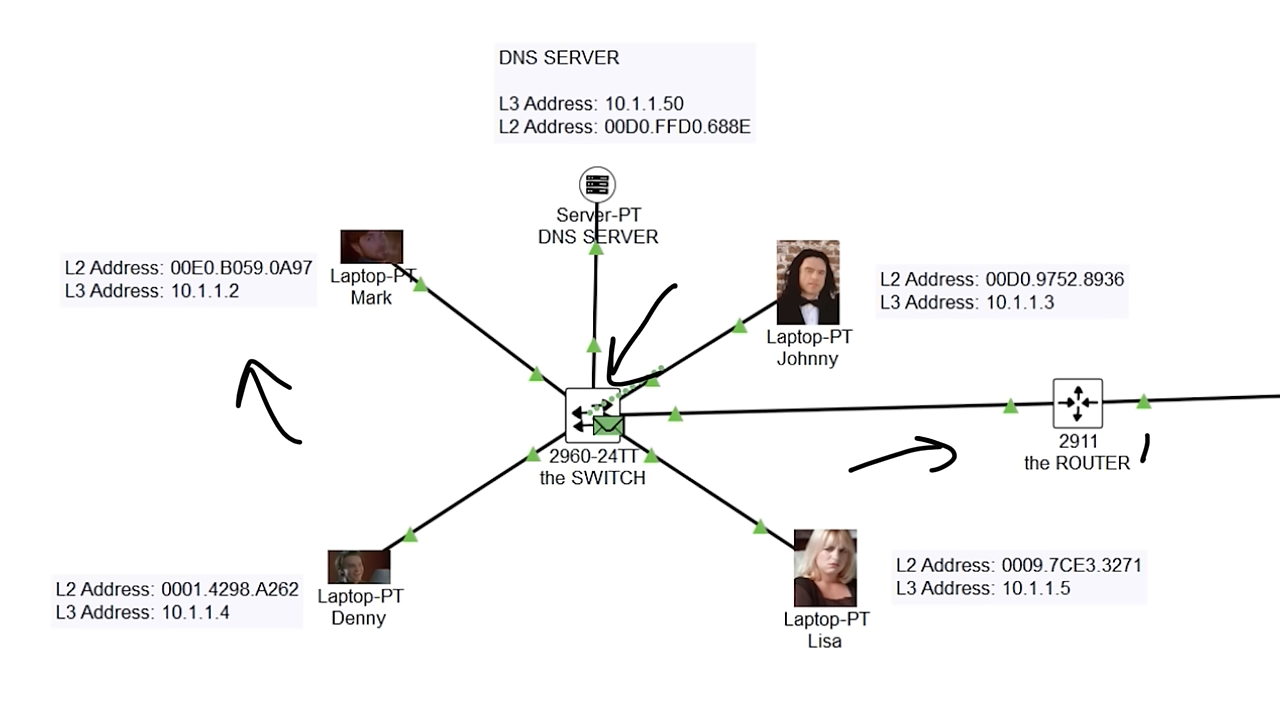 DNS SERVER
L3 Address: 10.1.1.50
L2 Address: 00D0.FFD0.688E
Server-PT
DNS SERVER
L2 Address: 00E0.B059.0A97
L3 Address: 10.1.1.2
Laptop-PT
Mark
L2 Address: 00D0.9752.8936
L3 Address: 10.1.1.3
Laptop-PT
Johnny
2960-24TT
the SWITCH
2911
the ROUTER
L2 Address: 0001.4298.A262
L3 Address: 10.1.1.4
Laptop-PT
Denny
L2 Address: 0009.7CE3.3271
L3 Address: 10.1.1.5
Laptop-PT
Lisa